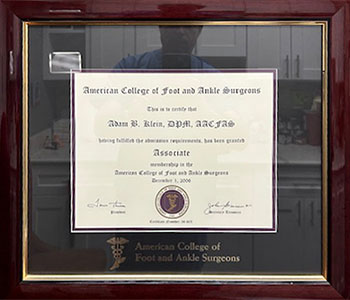 American College of Foot and Ankle Surgeons
This is to certify that
Adam B. Klein, DPM, AACFAS
having fulfilled the admission requirements, has been granted
Associate
membership in the
American College of Foot and Ankle Surgeons
December 1, 2006
President
Secretary Treasurer
American College of
Foot and Ankle Surgeons